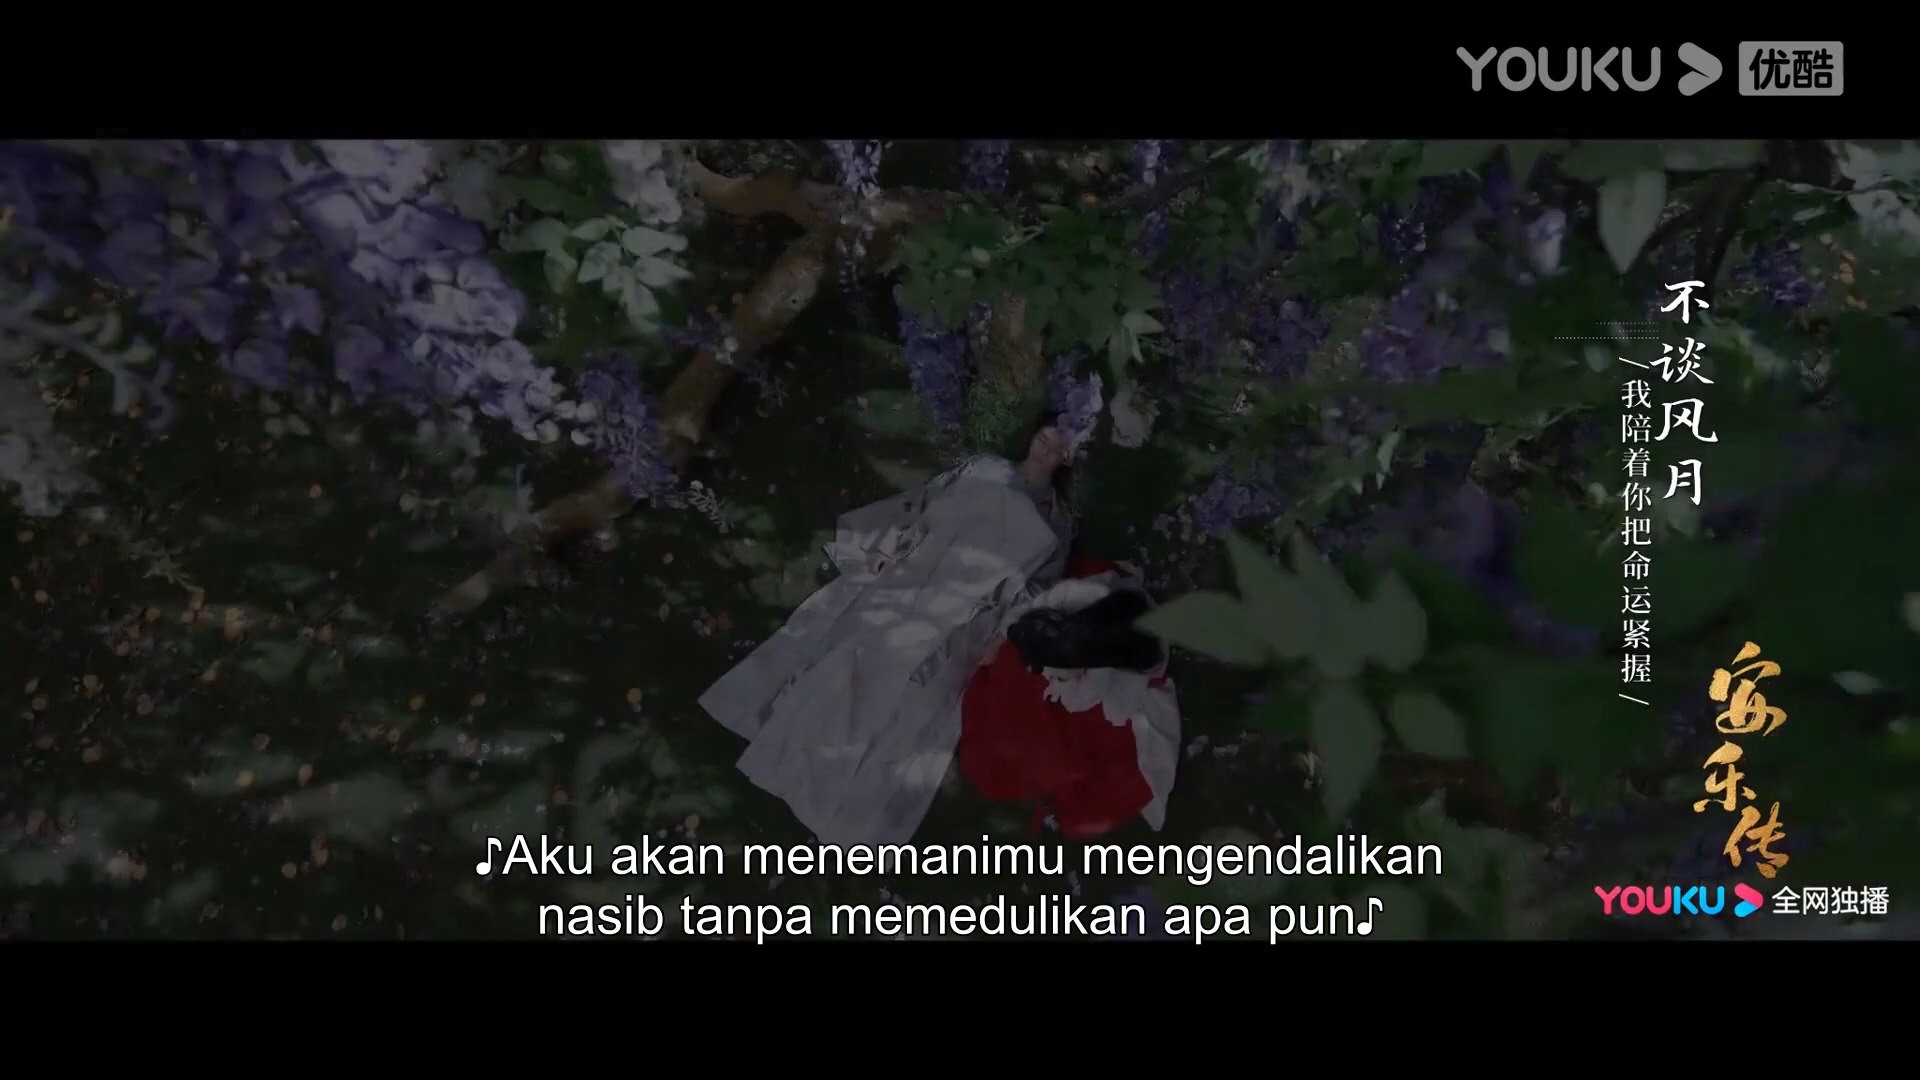 YOUKU 优酷
不谈风月
/我陪着你把命运紧握/
安乐传
YOUKU 全网独播
♪Aku akan menemanimu mengendalikan
nasib tanpa memedulikan apa pun♪